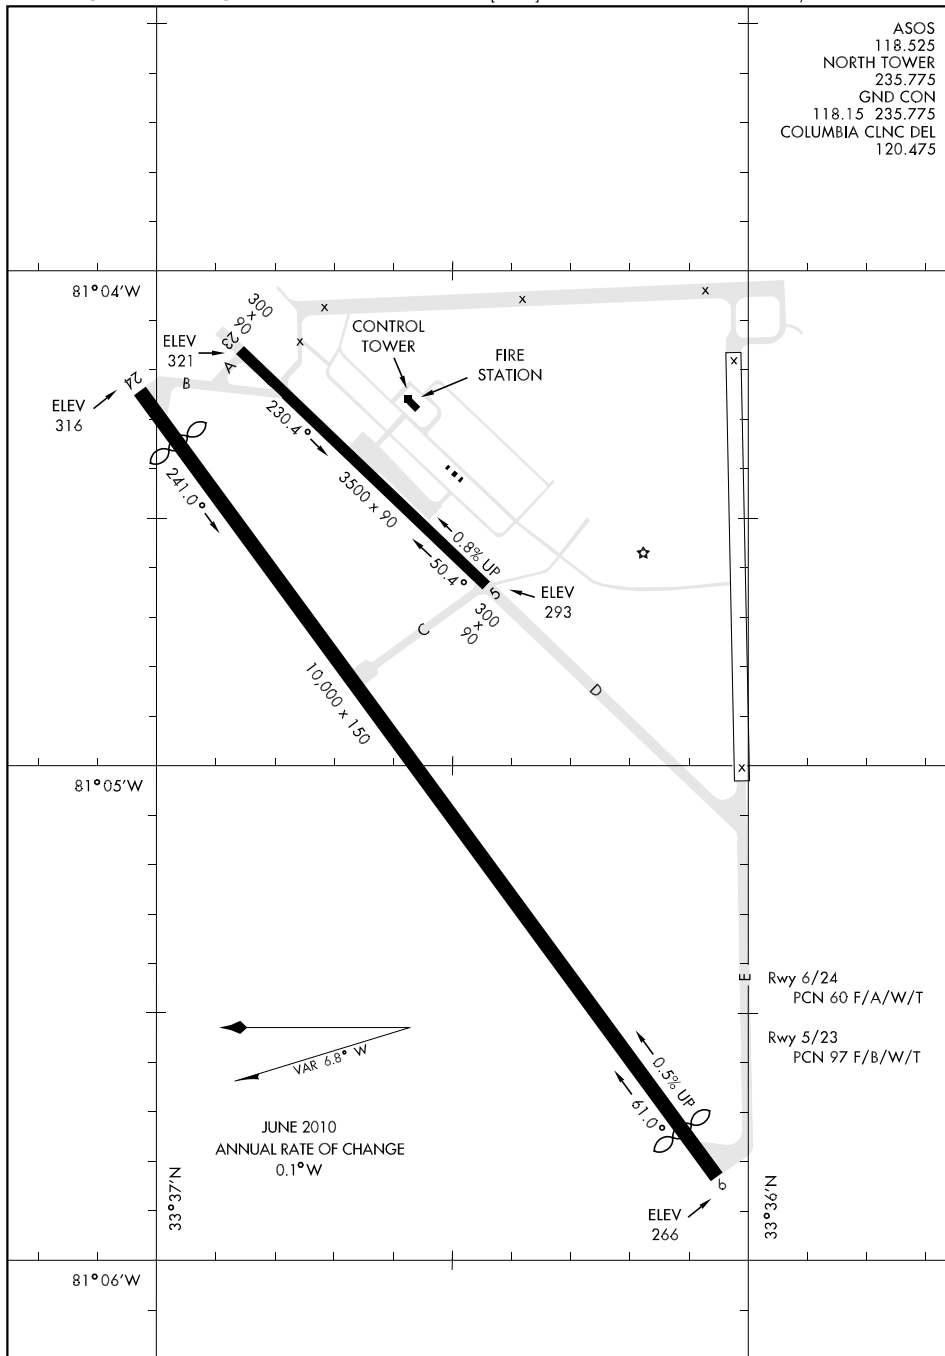 ASOS
118.525
NORTH TOWER
235.775
GND CON
118.15 235.775
COLUMBIA CLNC DEL
120.475
81°04'W
300
x
90
CONTROL
TOWER
FIRE
STATION
ELEV
321
23
A
B
24
ELEV
316
230.4°
241.0°
3500 x 90
0.8% UP
50.4°
5
ELEV
293
300
x
90
C
D
10,000 x 150
x
x
x
x
x
x
81°05'W
E
Rwy 6/24
PCN 60 F/A/W/T
Rwy 5/23
PCN 97 F/B/W/T
VAR 6.8° W
0.5% UP
61.0°
JUNE 2010
ANNUAL RATE OF CHANGE
0.1°W
33°37'N
6
ELEV
266
33°36'N
81°06'W